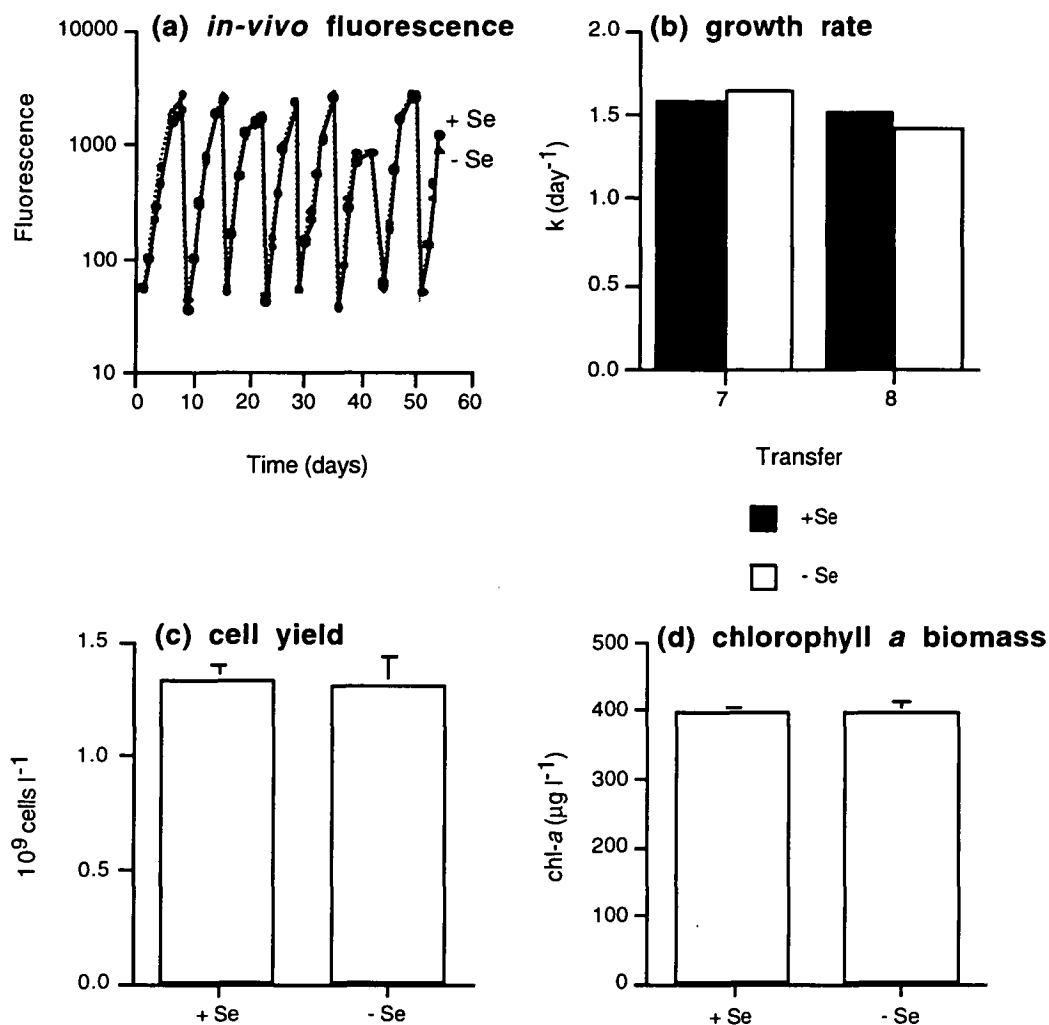 (a) in-vivo fluorescence
10000
1000
100
10
Fluorescence
+ Se
- Se
0 10 20 30 40 50 60
Time (days)
(b) growth rate
2.0
1.5
1.0
0.5
0.0
k (day-1)
7 8
Transfer
+Se
- Se
(c) cell yield
1.5
1.0
0.5
0.0
10⁹ cells l⁻¹
+ Se - Se
(d) chlorophyll a biomass
500
400
300
200
100
0
chl-a (µg l⁻¹)
+ Se - Se